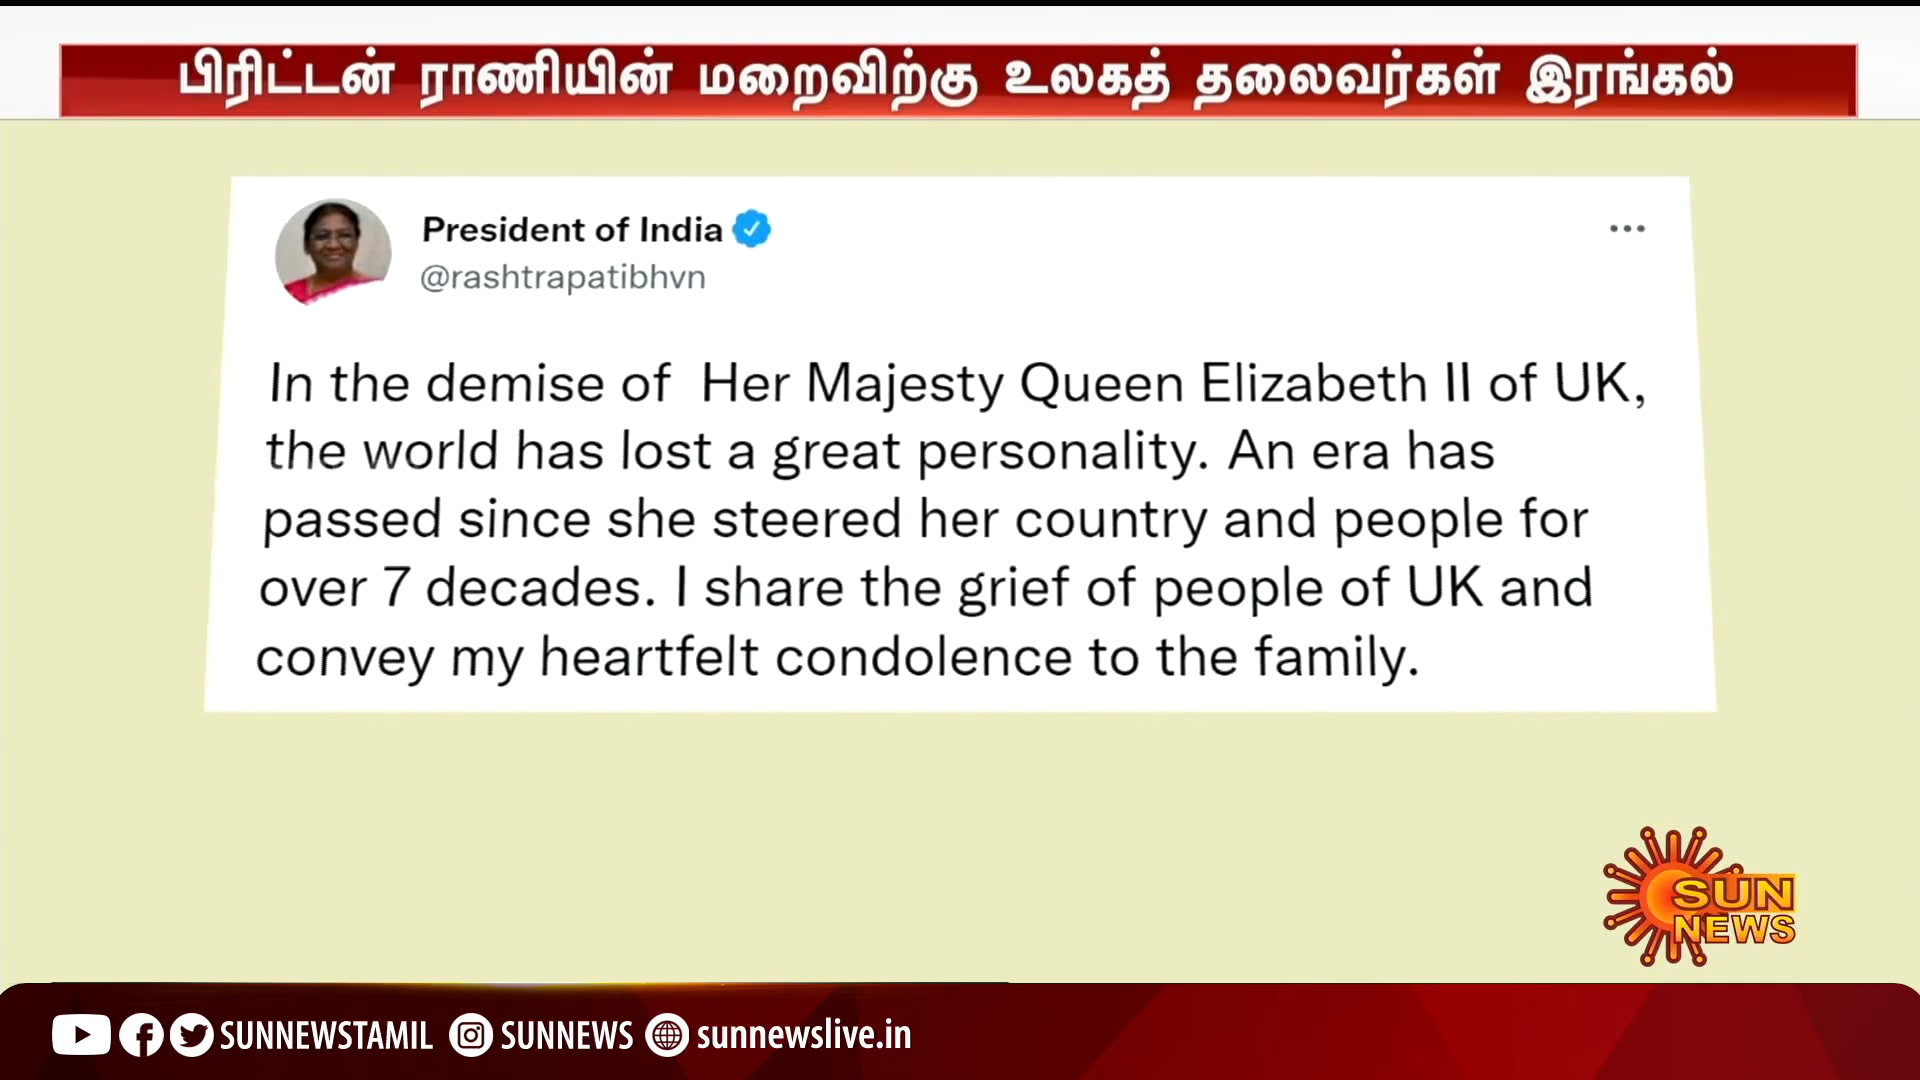 பிரிட்டன் ராணியின் மறைவிற்கு உலகத் தலைவர்கள் இரங்கல்
President of India
@rashtrapatibhvn
In the demise of Her Majesty Queen Elizabeth II of UK,
the world has lost a great personality. An era has
passed since she steered her country and people for
over 7 decades. I share the grief of people of UK and
convey my heartfelt condolence to the family.
SUN
NEWS
SUNNEWSTAMIL SUNNEWS sunnewslive.in